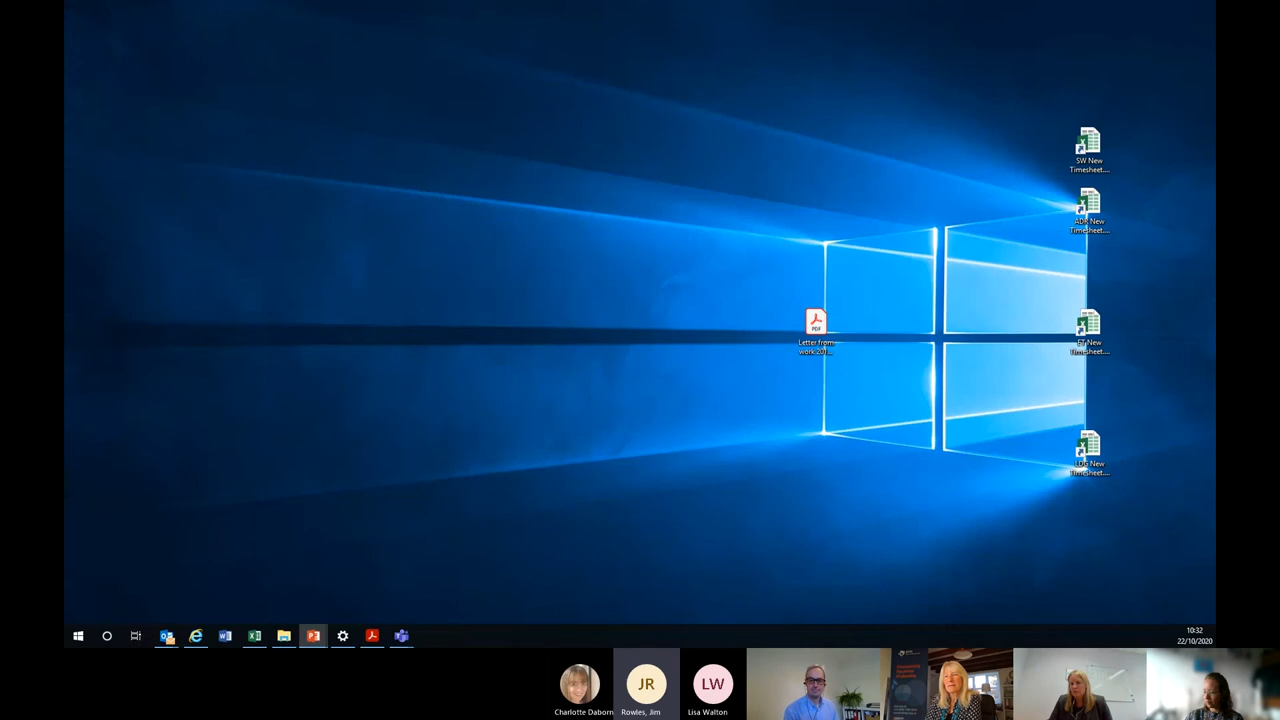 SW New
Timesheet....
ADR New
Timesheet....
PDF
Letter from
work 201...
FT New
Timesheet....
Timesheet....
10:32
22/10/2020
JR
LW
Charlotte Daborn
Rowles, Jim
Lisa Walton